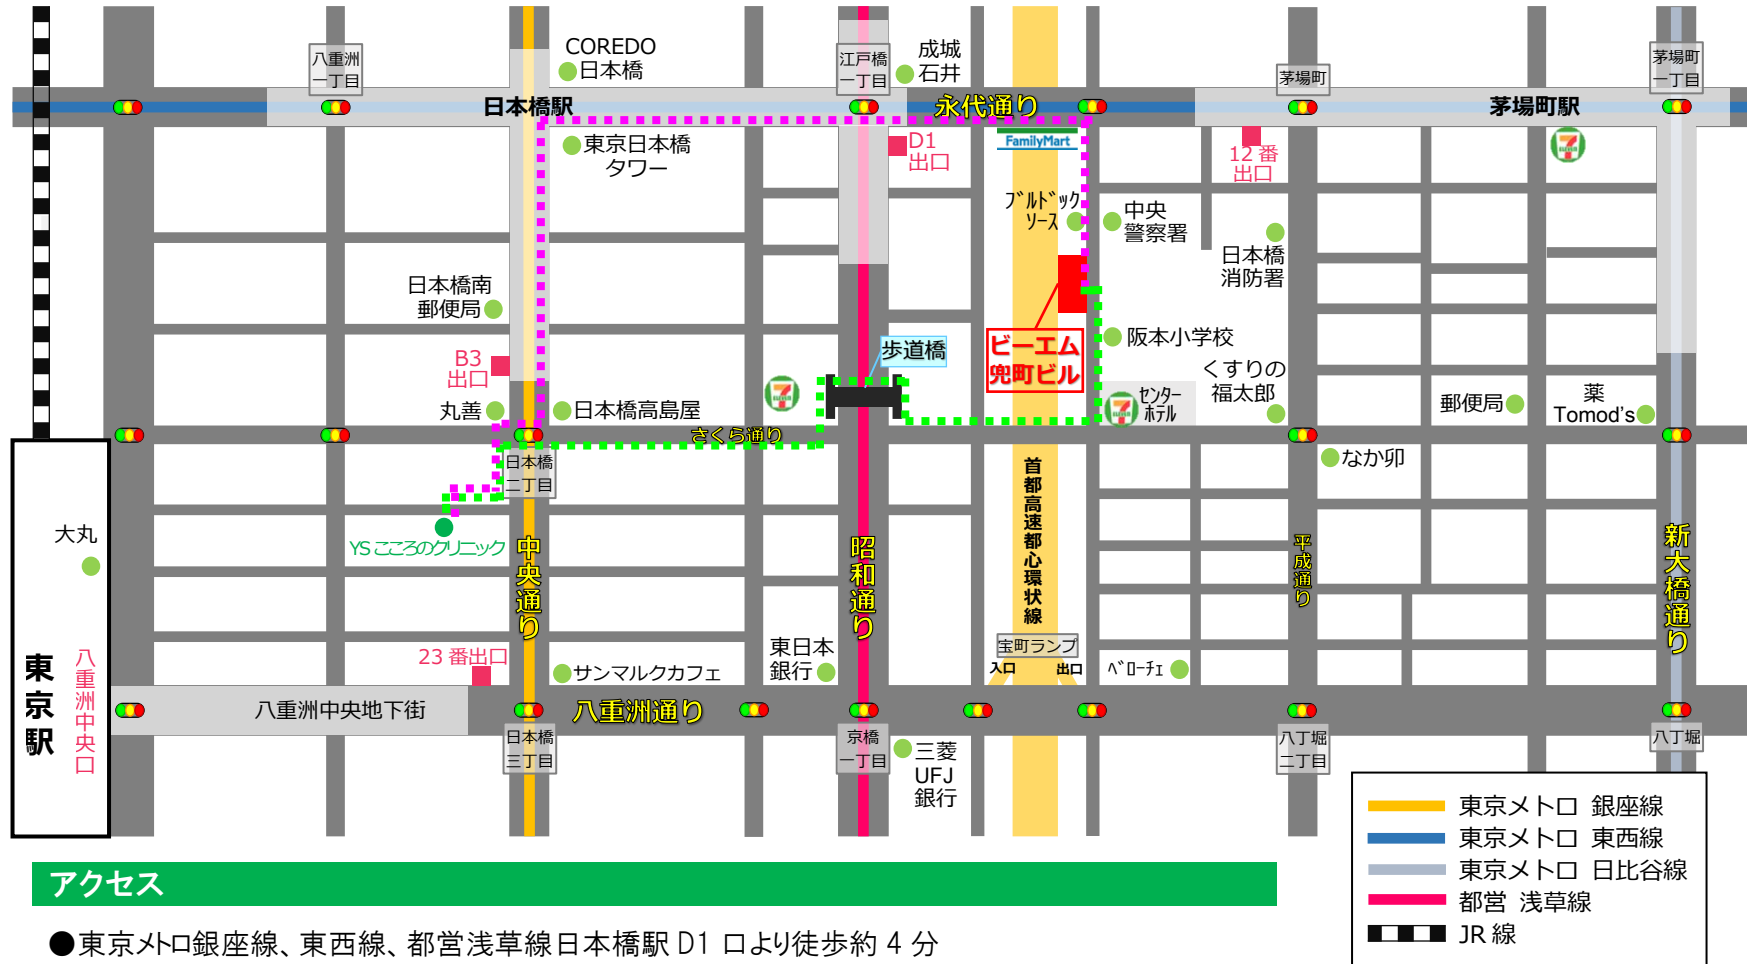 COREDO
日本橋
八重洲
一丁目
江戸橋
一丁目
成城
石井
茅場町
茅場町
一丁目
日本橋駅
永代通り
茅場町駅
東京日本橋
タワー
D1
出口
FamilyMart
12番
出口
7
ELEVEN
ブルドック
ソース
中央
警察署
日本橋
消防署
日本橋南
郵便局
B3
出口
歩道橋
ビーエム
兜町ビル
阪本小学校
くすりの
福太郎
丸善
日本橋高島屋
7
ELEVEN
7
ELEVEN
センター
ホテル
郵便局
薬
Tomod's
さくら通り
日本橋
二丁目
なか卯
首都高速都心環状線
大丸
YSこころのクリニック
中央通り
昭和通り
平成通り
新大橋通り
東京駅
八重洲中央口
23番出口
サンマルクカフェ
東日本
銀行
宝町ランプ
入口
出口
ベローチェ
八重洲中央地下街
八重洲通り
日本橋
三丁目
京橋
一丁目
三菱
UFJ
銀行
八丁堀
二丁目
八丁堀
東京メトロ 銀座線
東京メトロ 東西線
東京メトロ 日比谷線
都営 浅草線
JR線
アクセス
●東京メトロ銀座線、東西線、都営浅草線日本橋駅D1口より徒歩約4分